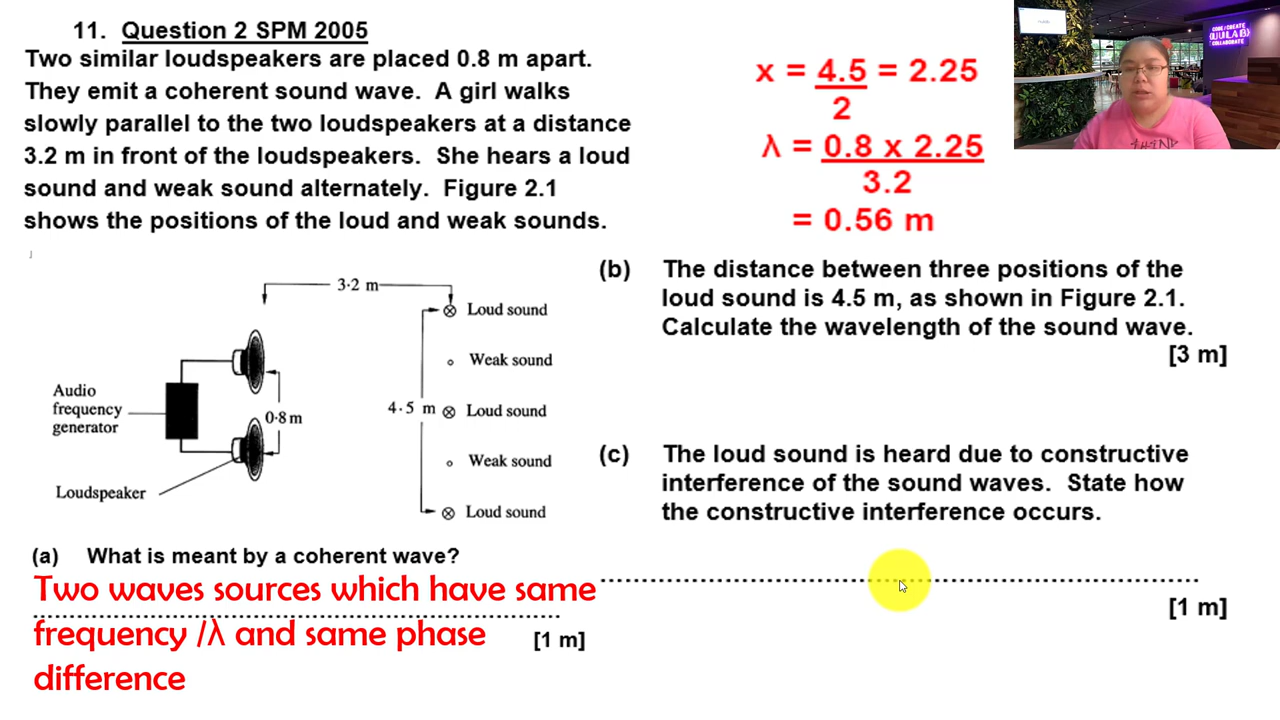 11. Question 2 SPM 2005
Two similar loudspeakers are placed 0.8 m apart.
They emit a coherent sound wave. A girl walks
slowly parallel to the two loudspeakers at a distance
3.2 m in front of the loudspeakers. She hears a loud
sound and weak sound alternately. Figure 2.1
shows the positions of the loud and weak sounds.
x = 4.5 = 2.25
2
λ = 0.8 x 2.25
3.2
= 0.56 m
CODE/CREATE
COLLABORATE
3·2 m
Loud sound
Weak sound
Audio
frequency
generator
0·8 m
4·5 m
Loud sound
Weak sound
Loudspeaker
Loud sound
(a) What is meant by a coherent wave?
Two waves sources which have same
frequency /λ and same phase
difference
[1 m]
(b) The distance between three positions of the
loud sound is 4.5 m, as shown in Figure 2.1.
Calculate the wavelength of the sound wave.
[3 m]
(c) The loud sound is heard due to constructive
interference of the sound waves. State how
the constructive interference occurs.
[1 m]